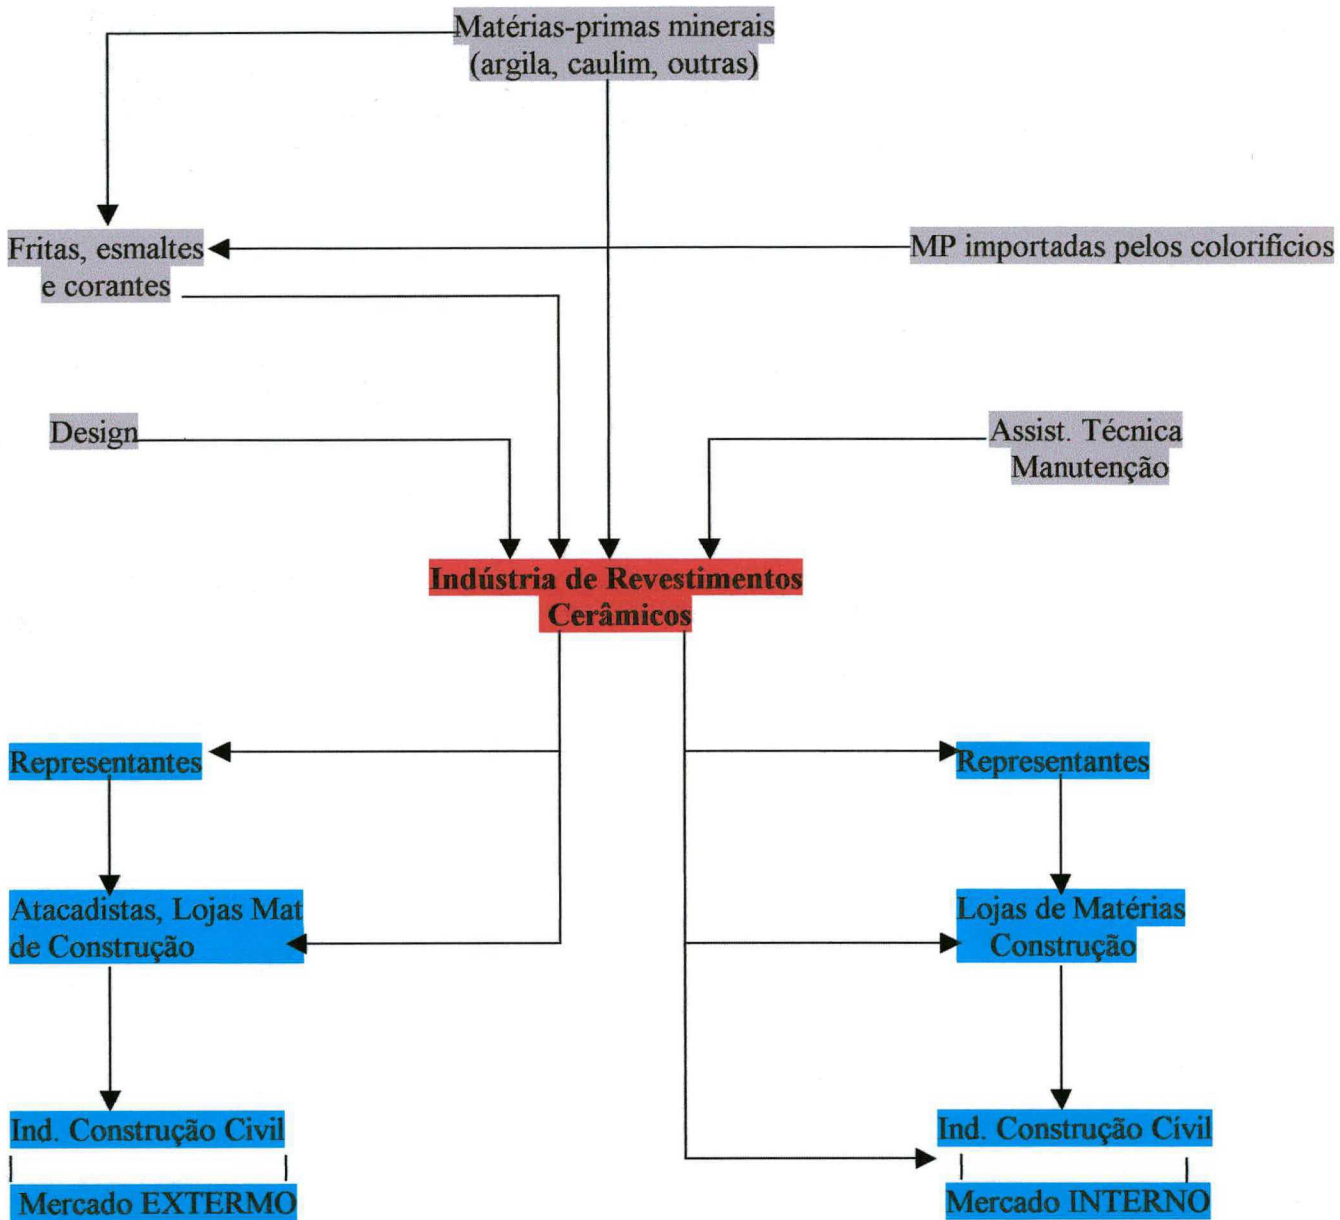 Matérias-primas minerais
(argila, caulim, outras)
Fritas, esmaltes
e corantes
MP importadas pelos colorifícios
Design
Assist. Técnica
Manutenção
Indústria de Revestimentos
Cerâmicos
Representantes
Representantes
Atacadistas, Lojas Mat
de Construção
Lojas de Matérias
Construção
Ind. Construção Civil
Ind. Construção Cívil
Mercado EXTERMO
Mercado INTERNO